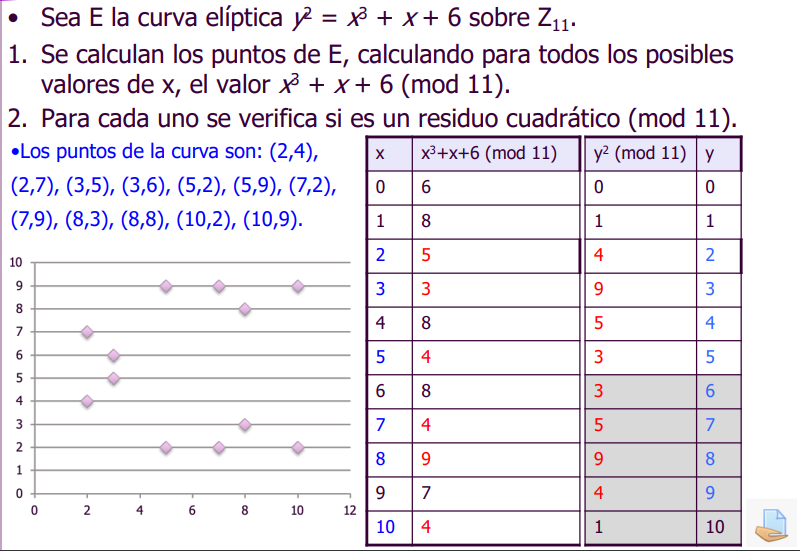 • Sea E la curva elíptica y² = x³ + x + 6 sobre Z₁₁.
1. Se calculan los puntos de E, calculando para todos los posibles
valores de x, el valor x³ + x + 6 (mod 11).
2. Para cada uno se verifica si es un residuo cuadrático (mod 11).
•Los puntos de la curva son: (2,4),
(2,7), (3,5), (3,6), (5,2), (5,9), (7,2),
(7,9), (8,3), (8,8), (10,2), (10,9).
10
9
8
7
6
5
4
3
2
1
0
0 2 4 6 8 10 12
x x³+x+6 (mod 11) y² (mod 11) y
0 6 0 0
1 8 1 1
2 5 4 2
3 3 9 3
4 8 5 4
5 4 3 5
6 8 3 6
7 4 5 7
8 9 9 8
9 7 4 9
10 4 1 10